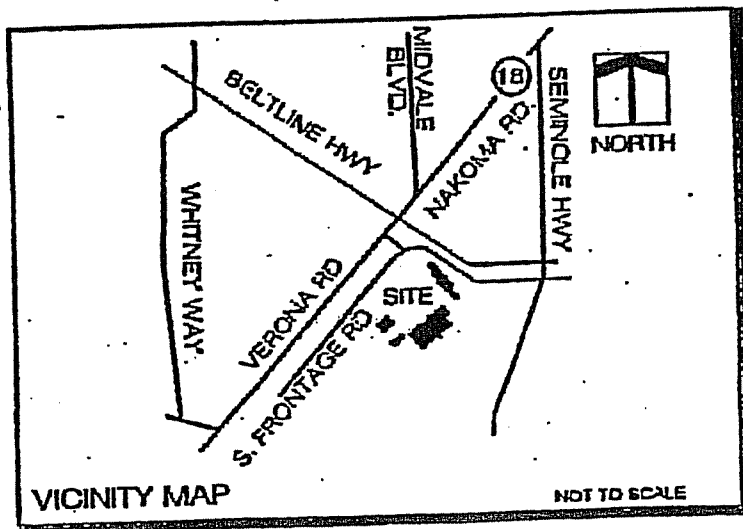 MIDVALE
BLVD.
18
SEMINOLE HWY
NORTH
BELTLINE HWY
NAKOMA RD.
WHITNEY WAY
VERONA RD
SITE
S. FRONTAGE RD
VICINITY MAP
NOT TO SCALE